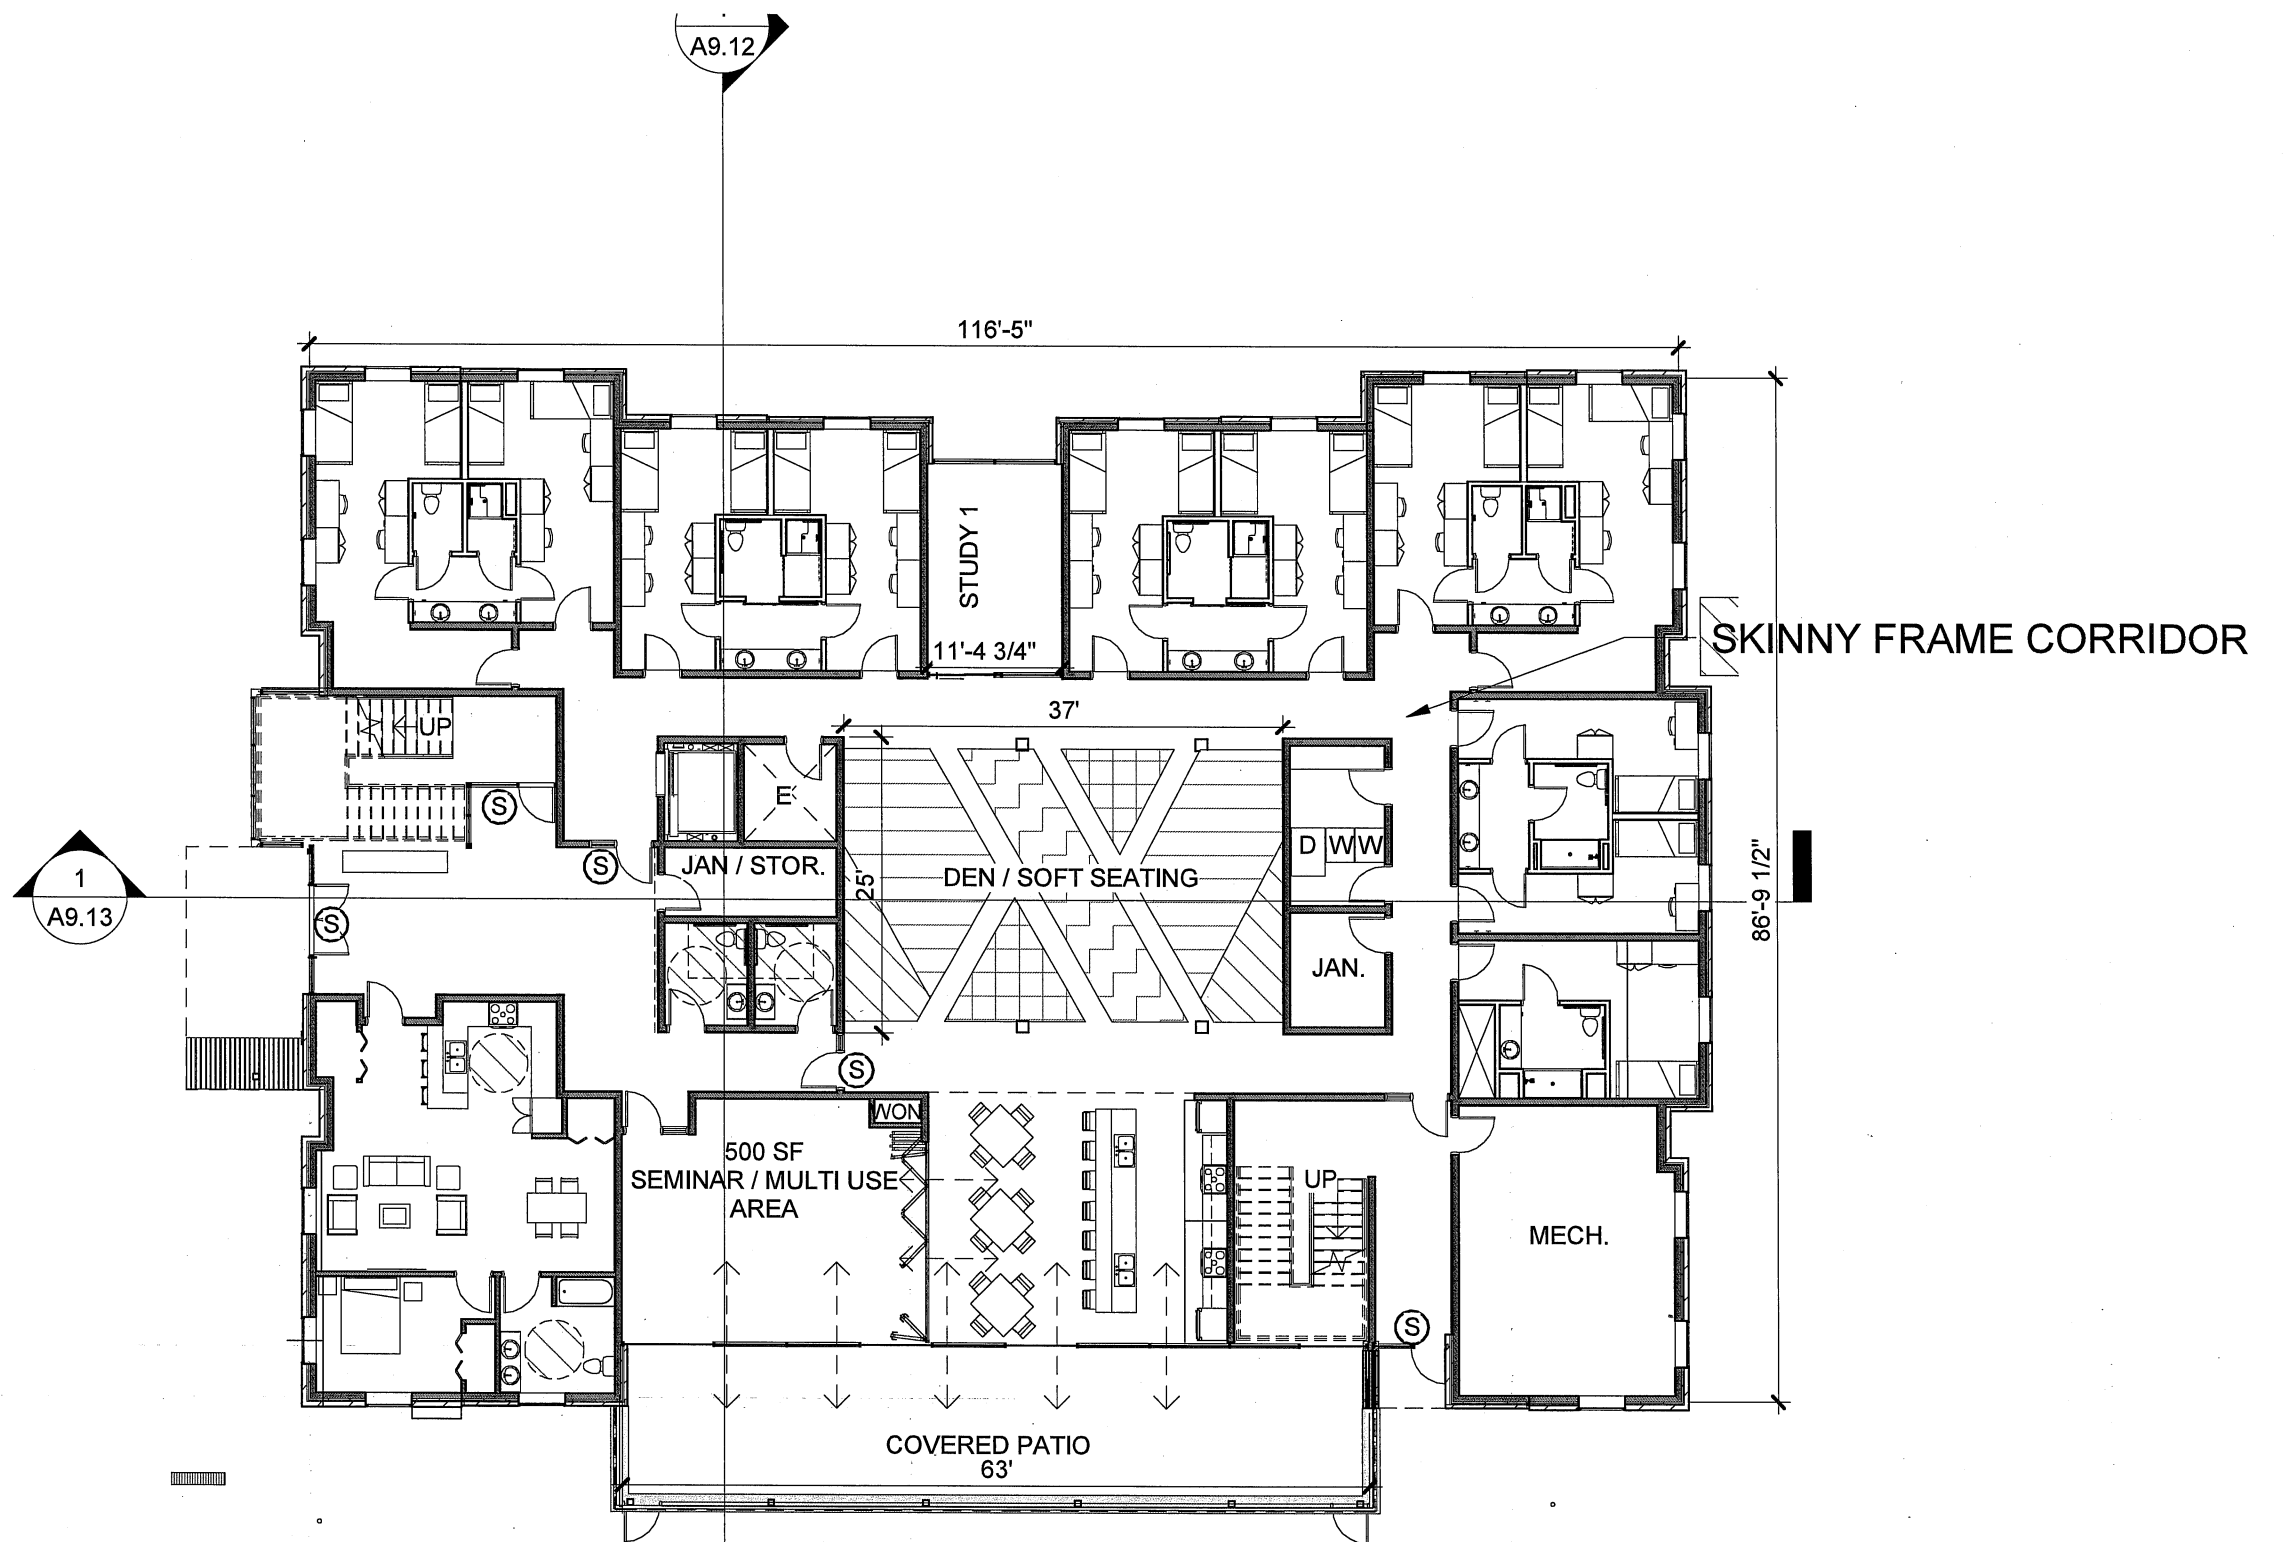 A9.12
116'-5"
STUDY 1
11'-4 3/4"
SKINNY FRAME CORRIDOR
37'
UP
S
E
S
D W W
JAN / STOR.
25'
DEN / SOFT SEATING
86'-9 1/2"
1
A9.13
S
JAN.
S
WON
500 SF
SEMINAR / MULTI USE
AREA
UP
MECH.
S
COVERED PATIO
63'